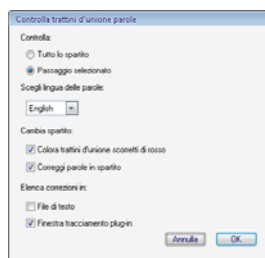 Controlla trattini d'unione parole
Controlla:
Tutto lo spartito
Passaggio selezionato
Scegli lingua delle parole:
English
Cambia spartito:
Colora trattini d'unione scorretti di rosso
Correggi parole in spartito
Elenca correzioni in:
File di testo
Finestra tracciamento plug-in
Annulla OK